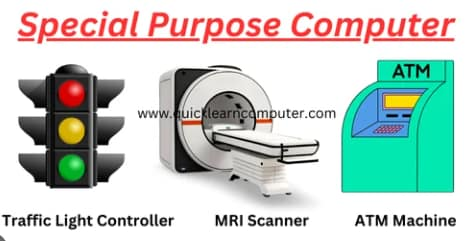 Special Purpose Computer
ATM
www.quicklearncomputer.com
Traffic Light Controller
MRI Scanner
ATM Machine